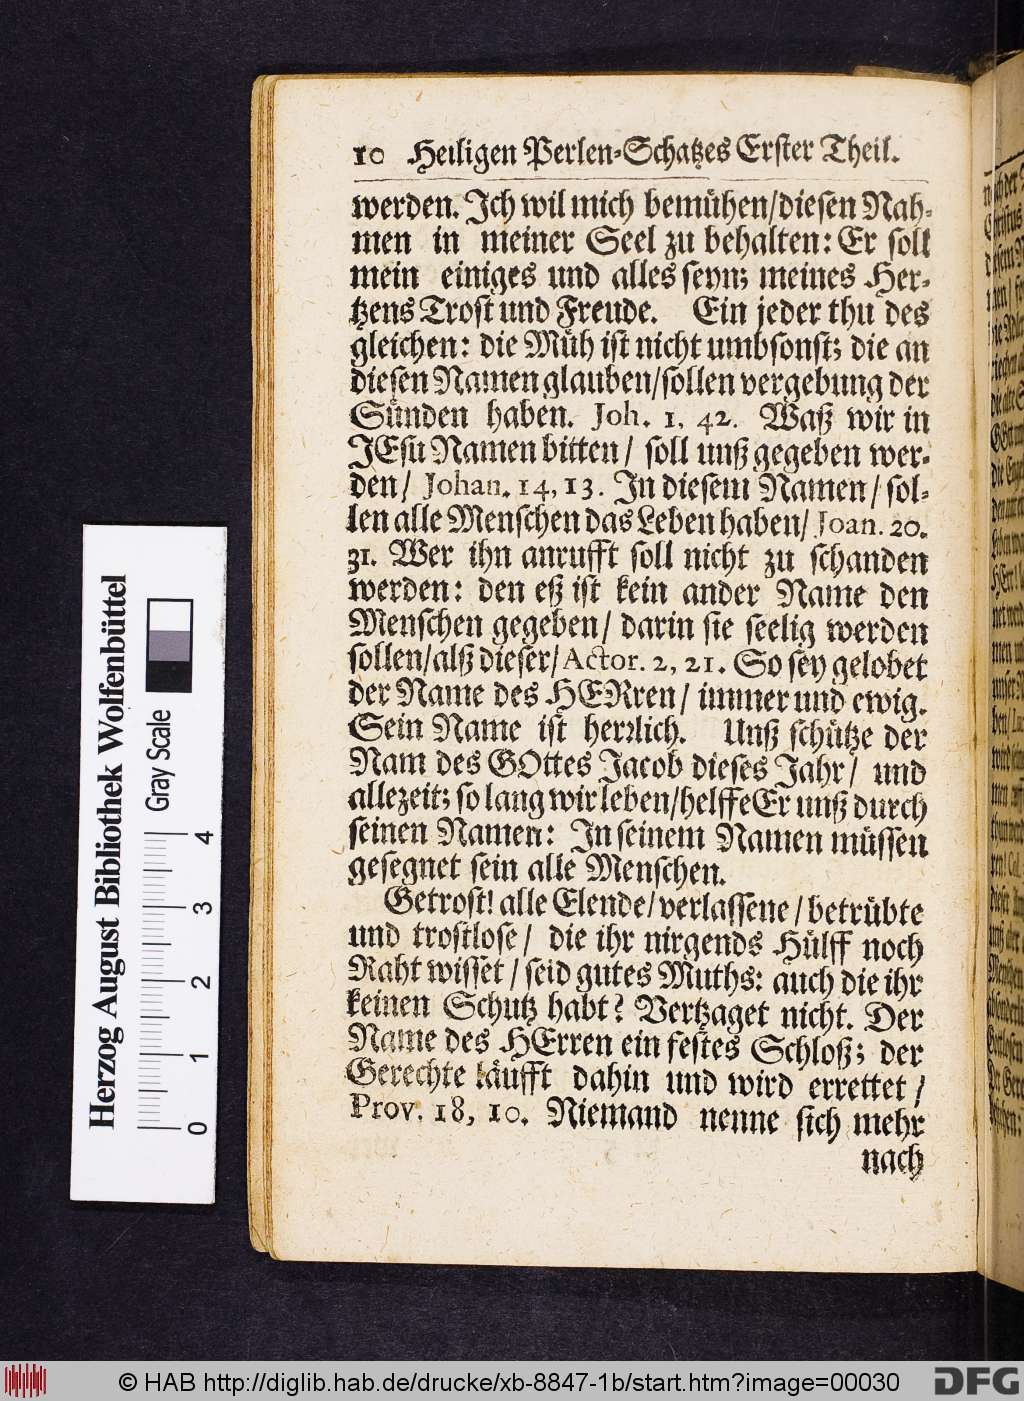 10 Heiligen Perlen-Schatzes Erster Theil.
werden. Ich wil mich bemühen/diesen Nah-
men in meiner Seel zu behalten: Er soll
mein einiges und alles seyn; meines Her-
tzens Trost und Freude. Ein jeder thu des
gleichen: die Müh ist nicht umbsonst; die an
diesen Namen glauben/sollen vergebung der
Sünden haben. Joh. 1, 42. Waß wir in
JEsu Namen bitten/ soll unß gegeben wer-
den/ Johan. 14, 13. In diesem Namen/ sol-
len alle Menschen das Leben haben/ Joan. 20.
31. Wer ihn anrufft soll nicht zu schanden
werden: den eß ist kein ander Name den
Menschen gegeben/ darin sie seelig werden
sollen/alß dieser/ Actor. 2, 21. So sey gelobet
der Name des HERren/ immer und ewig.
Sein Name ist herrlich. Unß schütze der
Nam des GOttes Jacob dieses Jahr/ und
allezeit; so lang wir leben/helffe Er unß durch
seinen Namen: In seinem Namen müssen
gesegnet sein alle Menschen.
Getrost! alle Elende/verlassene/betrübte
und trostlose/ die ihr nirgends Hülff noch
Raht wisset/ seid gutes Muths: auch die ihr
keinen Schutz habt? Vertzaget nicht. Der
Name des HErren ein festes Schloß; der
Gerechte läufft dahin und wird errettet/
Prov. 18, 10. Niemand nenne sich mehr
nach
Herzog August Bibliothek Wolfenbüttel
Gray Scale
0 1 2 3 4
© HAB http://diglib.hab.de/drucke/xb-8847-1b/start.htm?image=00030
DFG